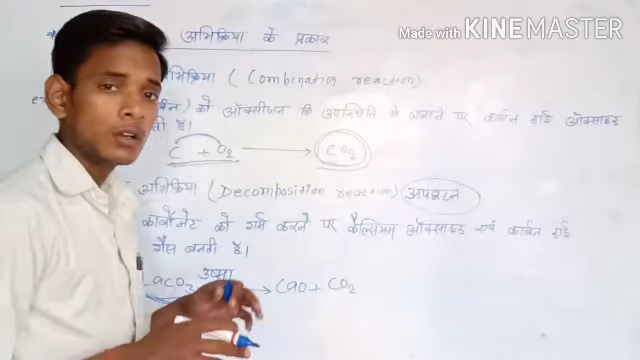 Made with KINEMASTER
अभिक्रिया के प्रकार
(Combination reaction)
को ऑक्सीजन कि उपस्थिति में जलाने पर कार्बन डाई ऑक्साइड
है।
C + O₂ → CO₂
अभिक्रिया (Decomposition reaction) अपघटन
कार्बोनेट को गर्म करने पर कैल्सियम ऑक्साइड एवं कार्बन डाई
गैस बनती है।
aCO₂ उष्मा → CaO + CO₂